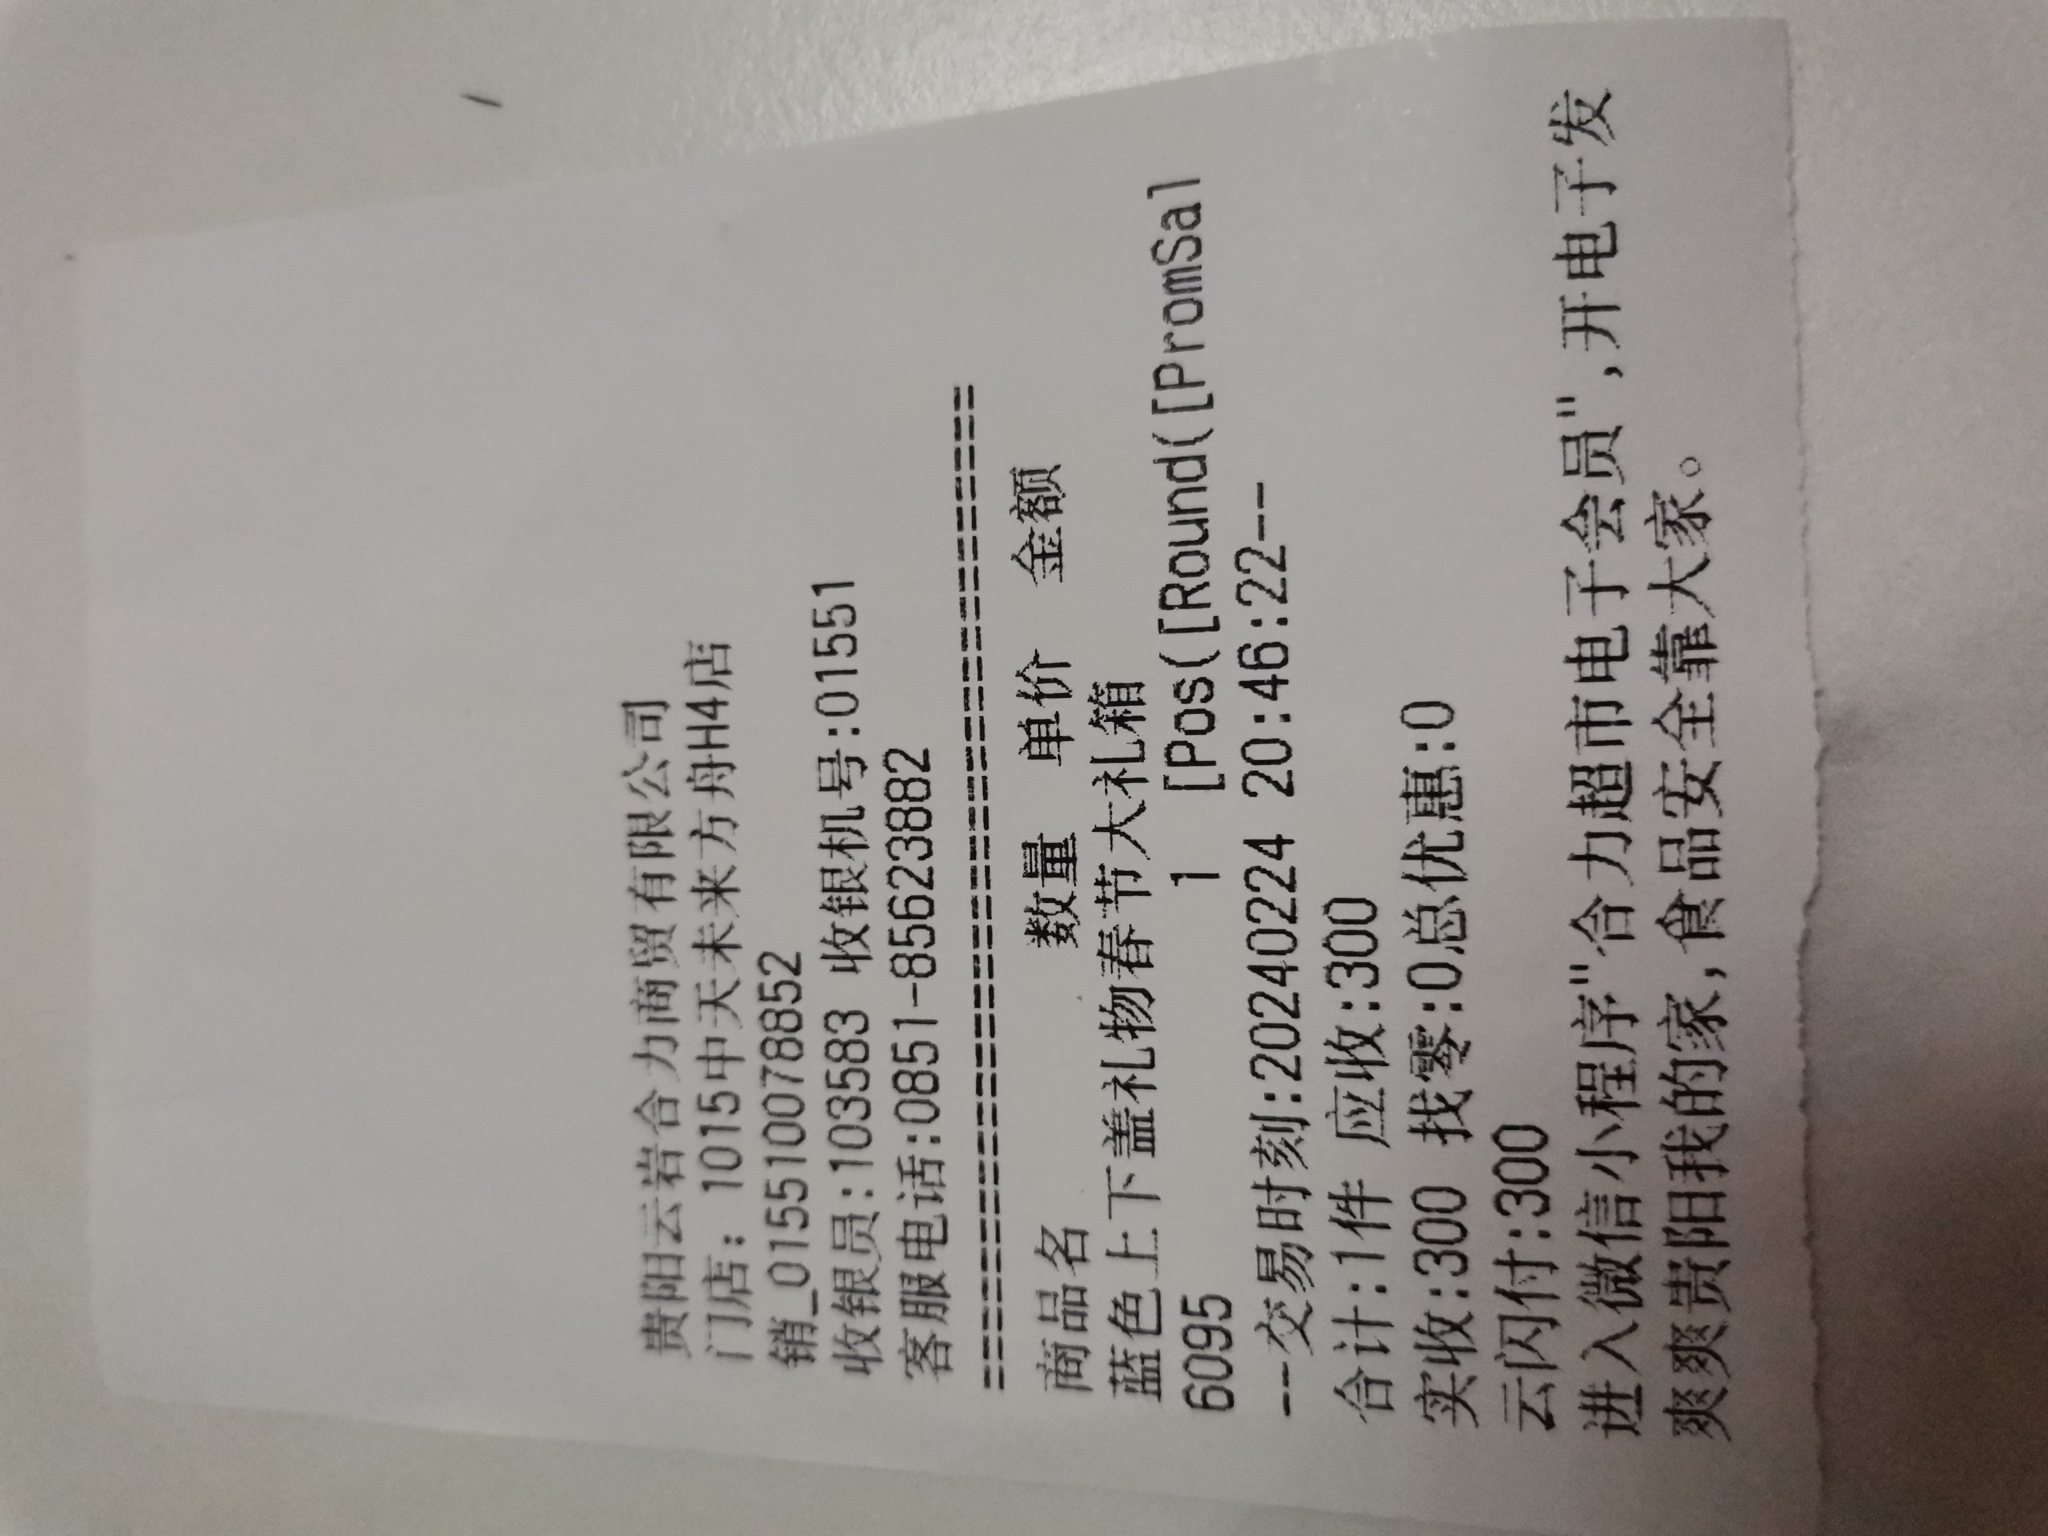 贵阳云岩合力商贸有限公司
门店：1015中天未来方舟H4店
销_0155100788​52
收银员:103583 收银机号:01551
客服电话:0851-85623882
================================
商品名 数量 单价 金额
蓝色上下盖礼物春节大礼箱
6095 1 [Pos([Round([PromSal
--交易时刻:20240224 20:46:22--
合计:1件 应收:300
实收:300 找零:0总优惠:0
云闪付:300
进入微信小程序"合力超市电子会员",开电子发
爽爽贵阳我的家,食品安全靠大家。